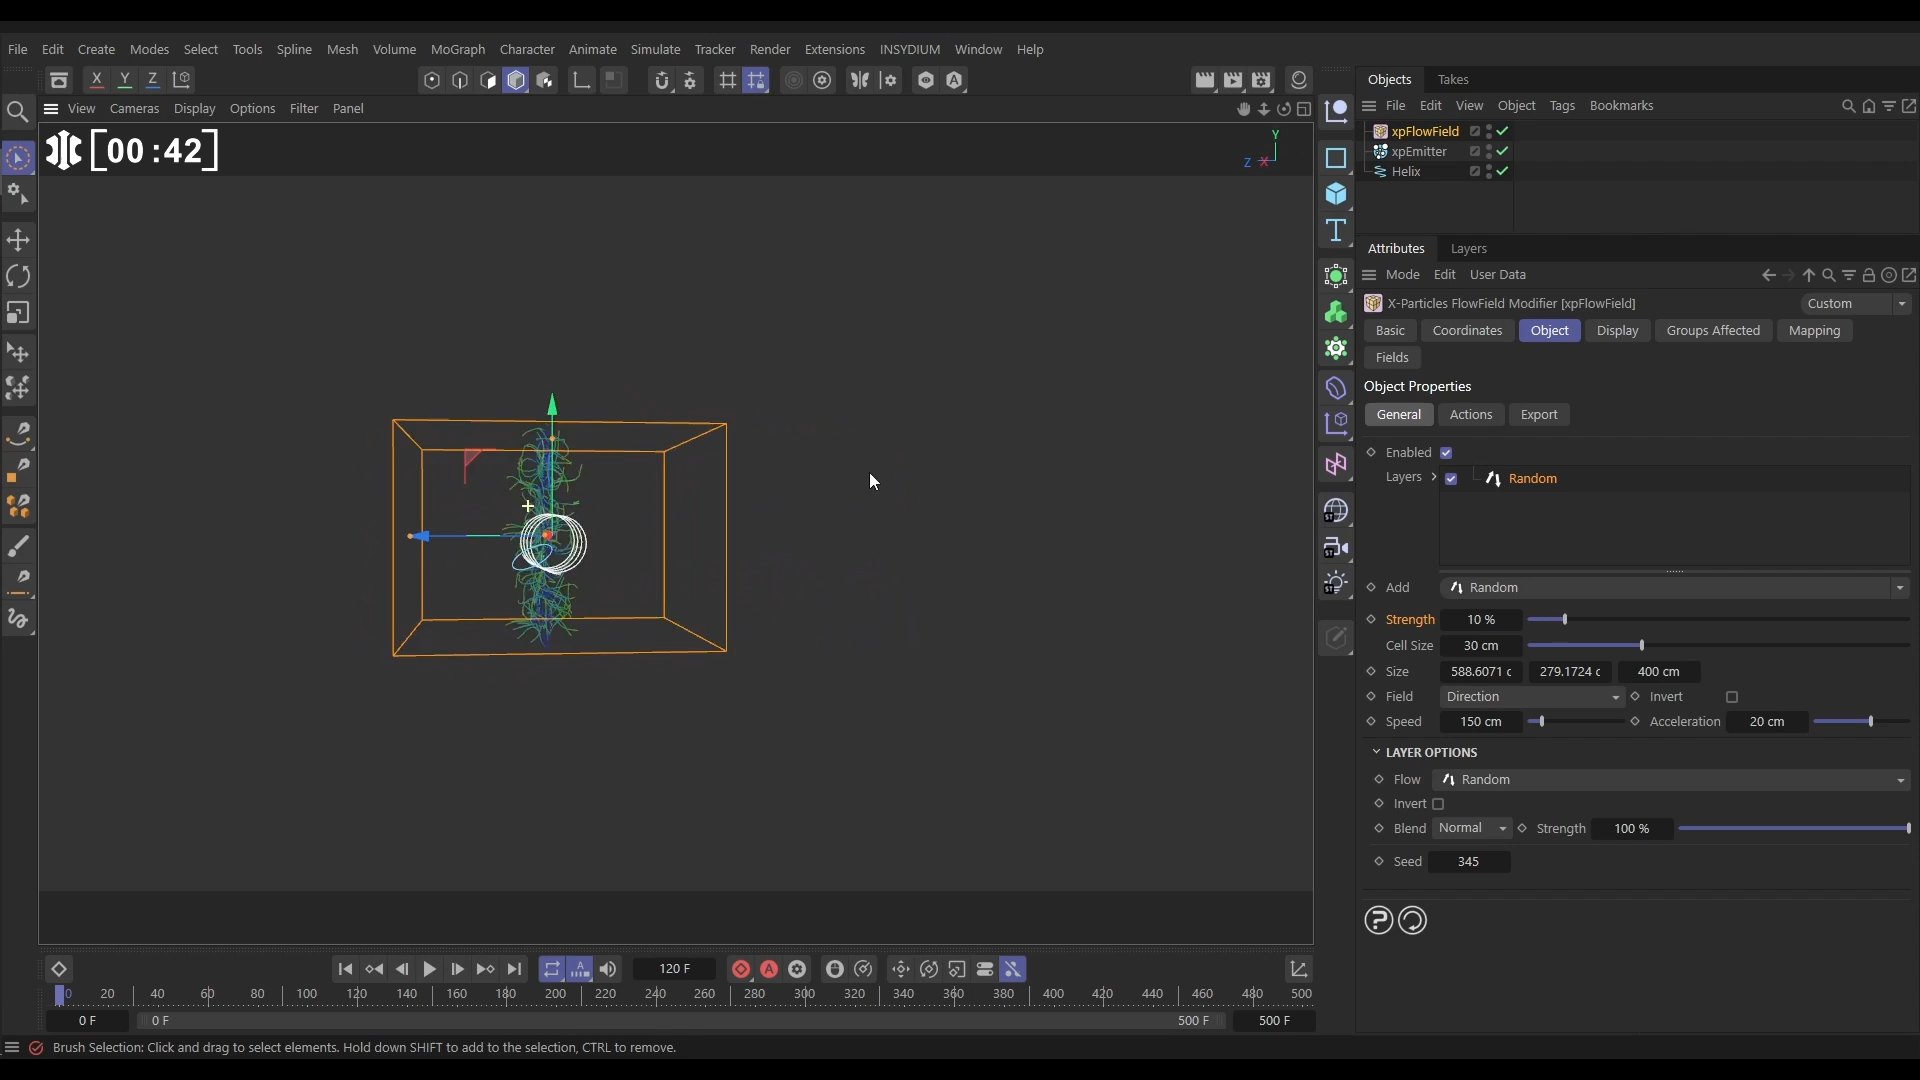 File Edit Create Modes Select Tools Spline Mesh Volume MoGraph Character Animate Simulate Tracker Render Extensions INSYDIUM Window Help
X Y Z
View Cameras Display Options Filter Panel
[00:42]
Y
Z X
T
ST
ST
ST
Objects Takes
File Edit View Object Tags Bookmarks
xpFlowField
xpEmitter
Helix
Attributes Layers
Mode Edit User Data
X-Particles FlowField Modifier [xpFlowField] Custom
Basic Coordinates Object Display Groups Affected Mapping
Fields
Object Properties
General Actions Export
Enabled
Layers Random
Add Random
Strength 10 %
Cell Size 30 cm
Size 588.6071 c 279.1724 c 400 cm
Field Direction Invert
Speed 150 cm Acceleration 20 cm
LAYER OPTIONS
Flow Random
Invert
Blend Normal Strength 100 %
Seed 345
120 F
0 20 40 60 80 100 120 140 160 180 200 220 240 260 280 300 320 340 360 380 400 420 440 460 480 500
0 F 0 F 500 F 500 F
Brush Selection: Click and drag to select elements. Hold down SHIFT to add to the selection, CTRL to remove.